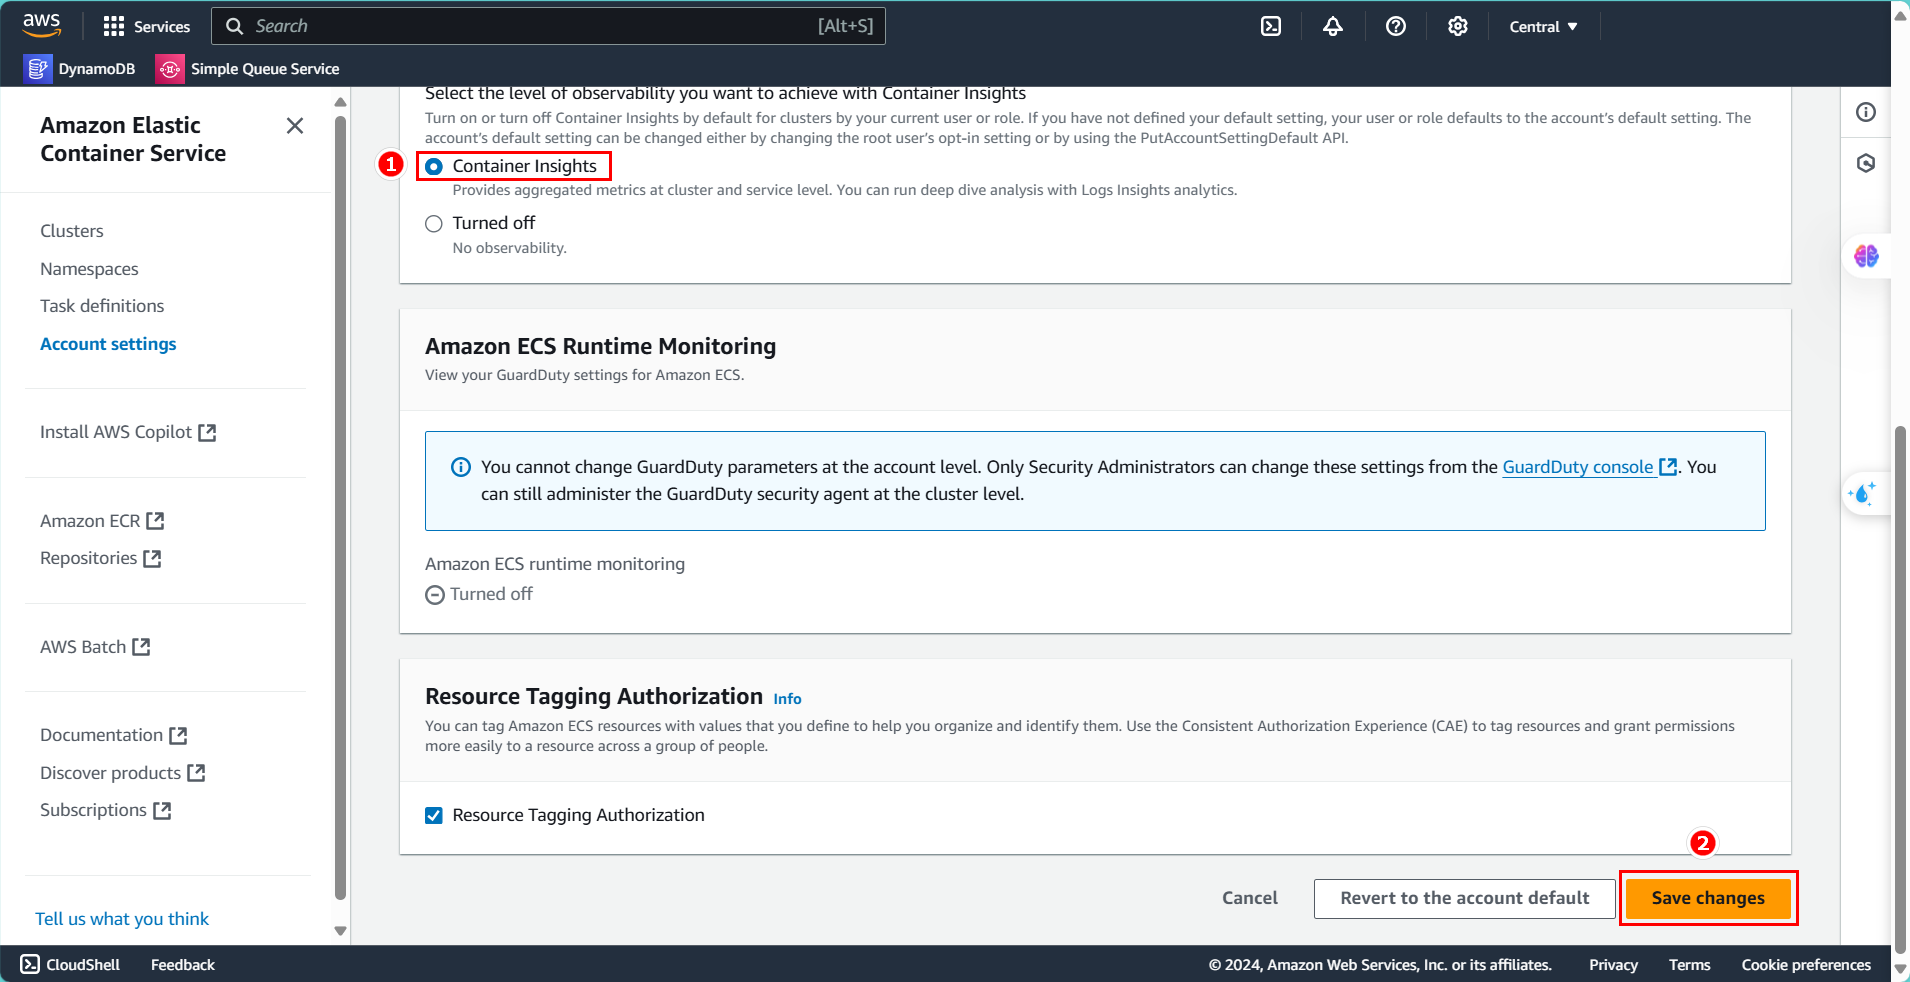 aws
Services
Search
[Alt+S]
Central
DynamoDB
Simple Queue Service
Amazon Elastic
Container Service
Clusters
Namespaces
Task definitions
Account settings
Install AWS Copilot
Amazon ECR
Repositories
AWS Batch
Documentation
Discover products
Subscriptions
Tell us what you think
Select the level of observability you want to achieve with Container Insights
Turn on or turn off Container Insights by default for clusters by your current user or role. If you have not defined your default setting, your user or role defaults to the account's default setting. The
account's default setting can be changed either by changing the root user's opt-in setting or by using the PutAccountSettingDefault API.
1
Container Insights
Provides aggregated metrics at cluster and service level. You can run deep dive analysis with Logs Insights analytics.
Turned off
No observability.
Amazon ECS Runtime Monitoring
View your GuardDuty settings for Amazon ECS.
You cannot change GuardDuty parameters at the account level. Only Security Administrators can change these settings from the GuardDuty console. You
can still administer the GuardDuty security agent at the cluster level.
Amazon ECS runtime monitoring
Turned off
Resource Tagging Authorization Info
You can tag Amazon ECS resources with values that you define to help you organize and identify them. Use the Consistent Authorization Experience (CAE) to tag resources and grant permissions
more easily to a resource across a group of people.
Resource Tagging Authorization
2
Cancel
Revert to the account default
Save changes
CloudShell
Feedback
© 2024, Amazon Web Services, Inc. or its affiliates.
Privacy
Terms
Cookie preferences